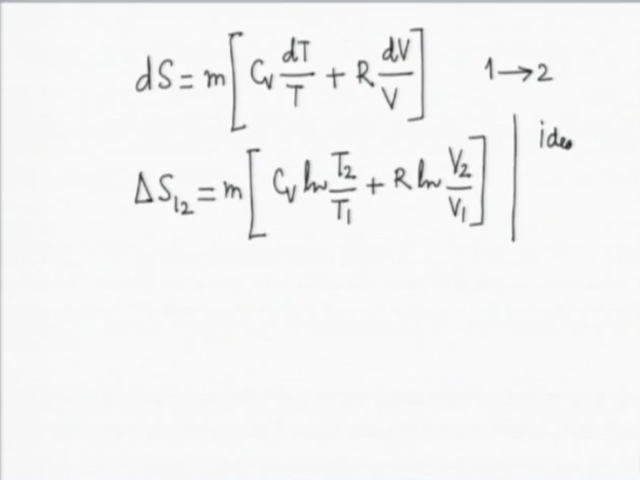 dS = m[Cv dT/T + R dV/V] 1→2
ΔS₁₂ = m[Cv ln T₂/T₁ + R ln V₂/V₁]